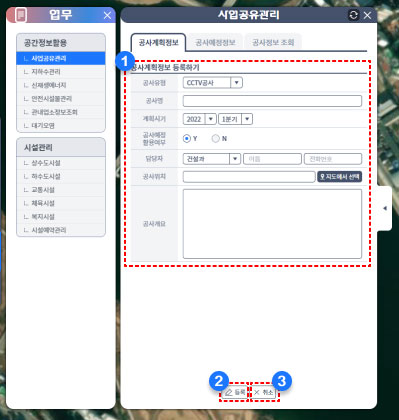 업무
공간정보활용
사업공유관리
지하수관리
신재생에너지
안전시설물관리
관내업소정보조회
대기오염
시설관리
상수도시설
하수도시설
교통시설
체육시설
복지시설
시설예약관리
사업공유관리
공사계획정보 공사예정정보 공사정보 조회
1
공사계획정보 등록하기
공사유형 CCTV공사
공사명
계획시기 2022 1분기
공사예정
활용여부 Y N
담당자 건설과 이름 전화번호
공사위치 지도에서 선택
공사개요
2 3
등록 취소